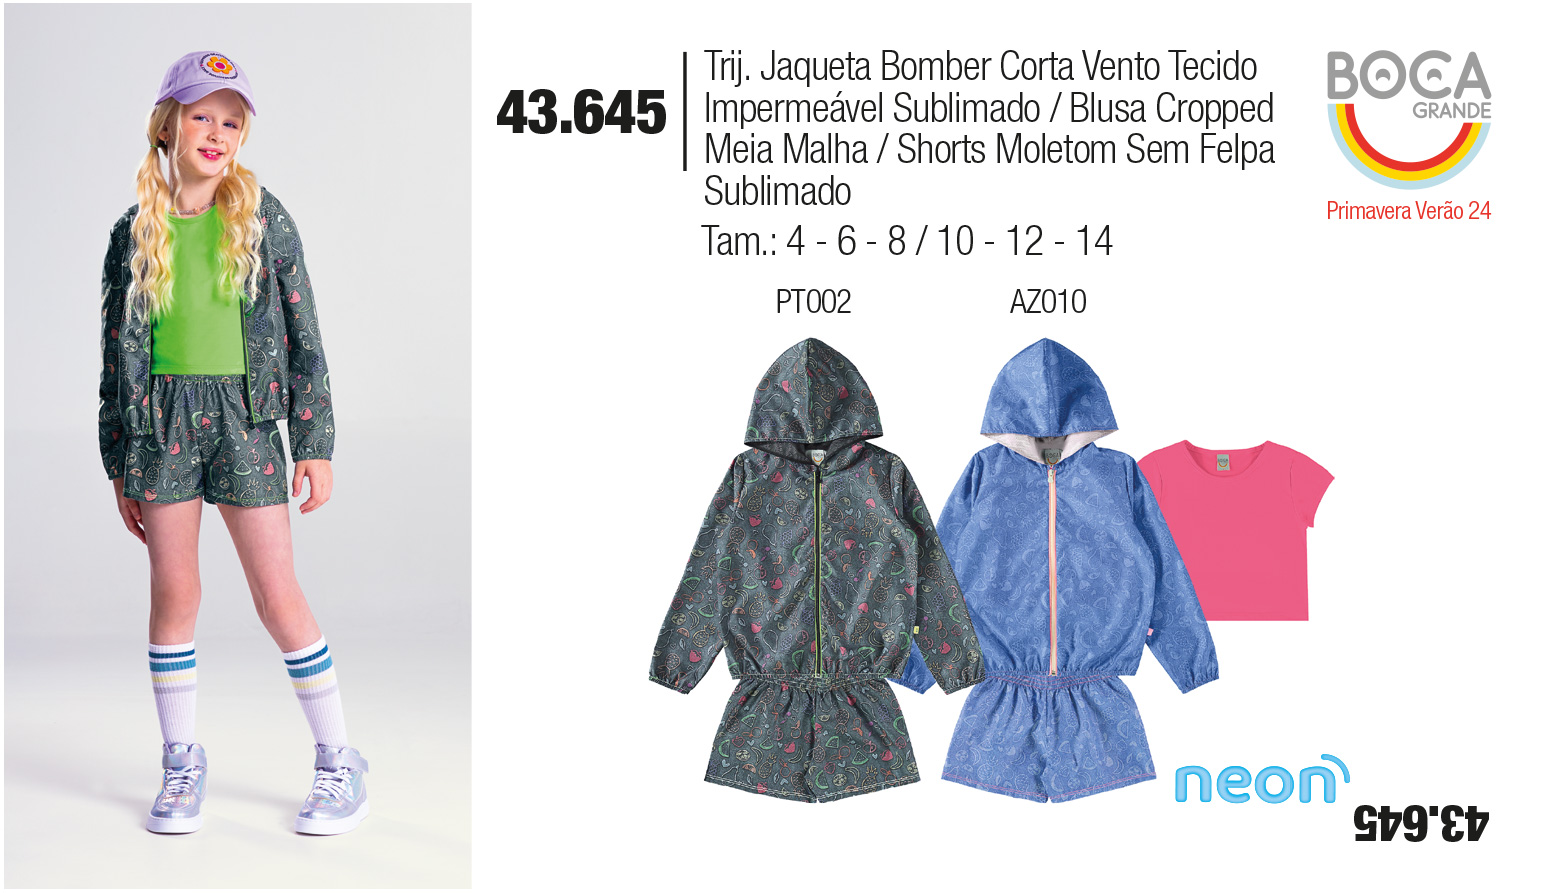 43.645
Trij. Jaqueta Bomber Corta Vento Tecido
Impermeável Sublimado / Blusa Cropped
Meia Malha / Shorts Moletom Sem Felpa
Sublimado
Tam.: 4 - 6 - 8 / 10 - 12 - 14
BOCA
GRANDE
Primavera Verão 24
PT002
AZ010
neon
43.645